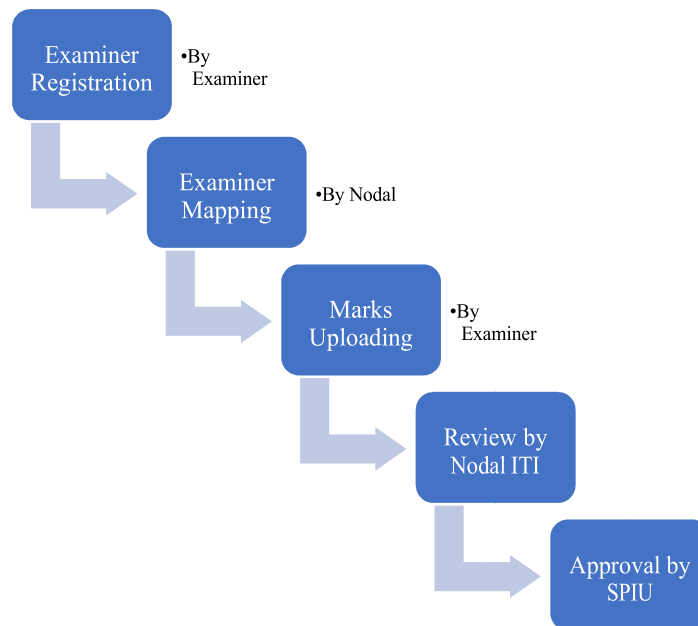 Examiner
Registration
•By
Examiner
Examiner
Mapping
•By Nodal
Marks
Uploading
•By
Examiner
Review by
Nodal ITI
Approval by
SPIU